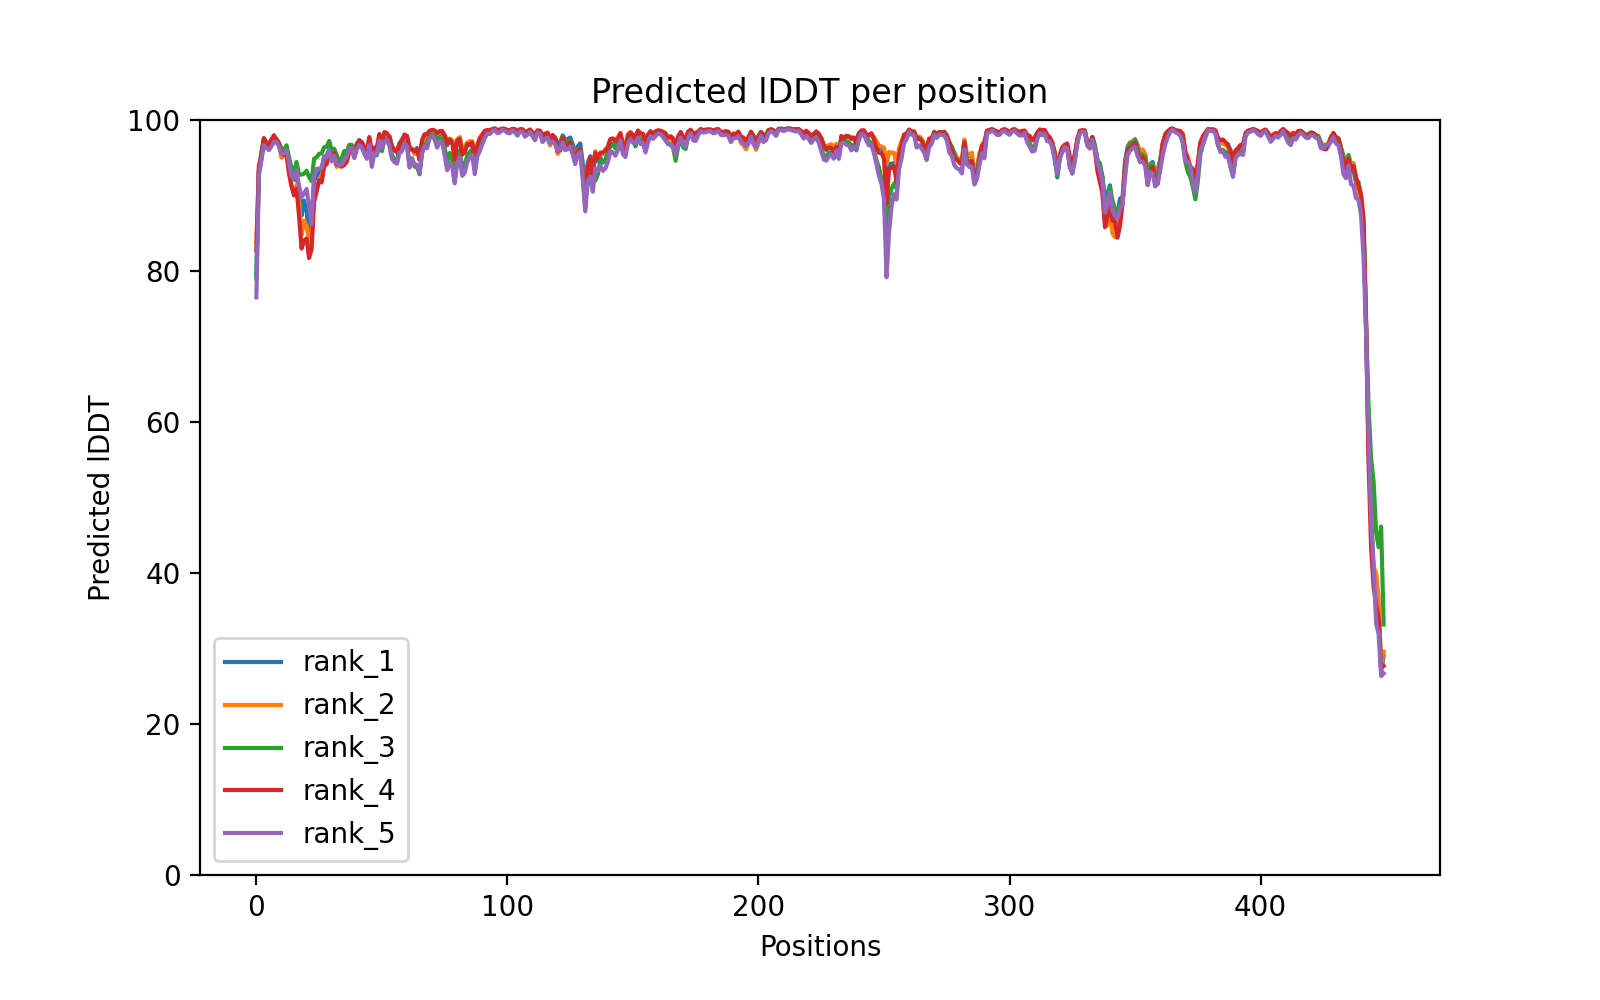 Predicted lDDT per position
100
80
60
40
20
0
Predicted lDDT
rank_1
rank_2
rank_3
rank_4
rank_5
0 100 200 300 400
Positions